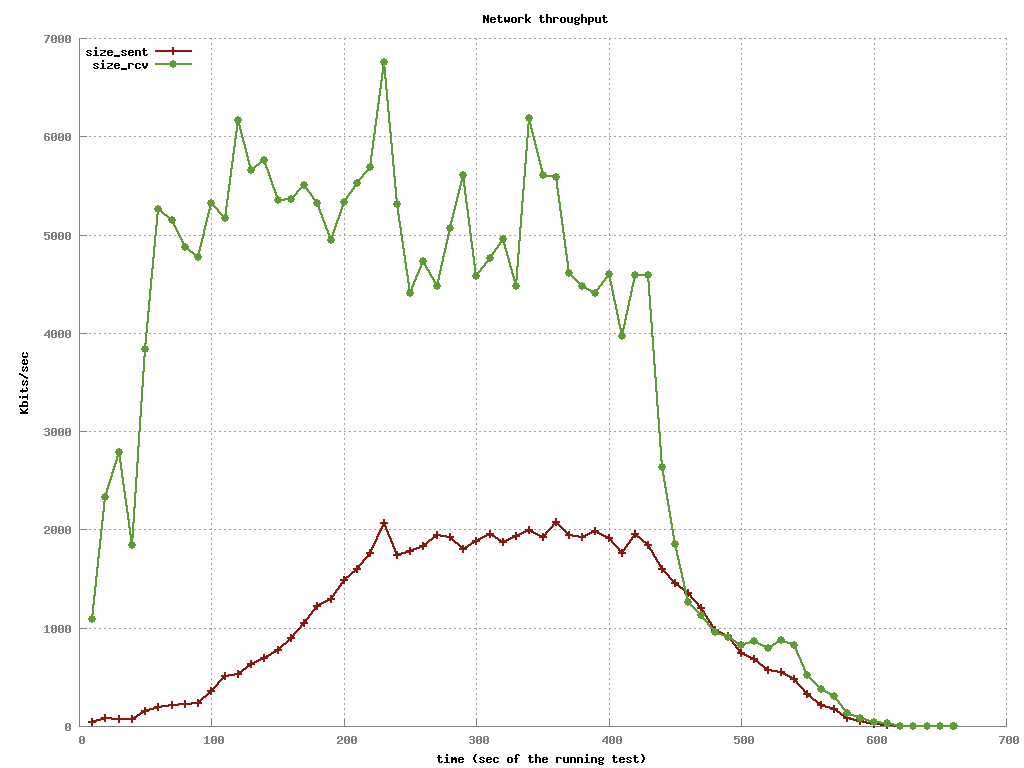 Network throughput
7000
size_sent
size_rcv
6000
5000
4000
Kbits/sec
3000
2000
1000
0
0 100 200 300 400 500 600 700
time (sec of the running test)